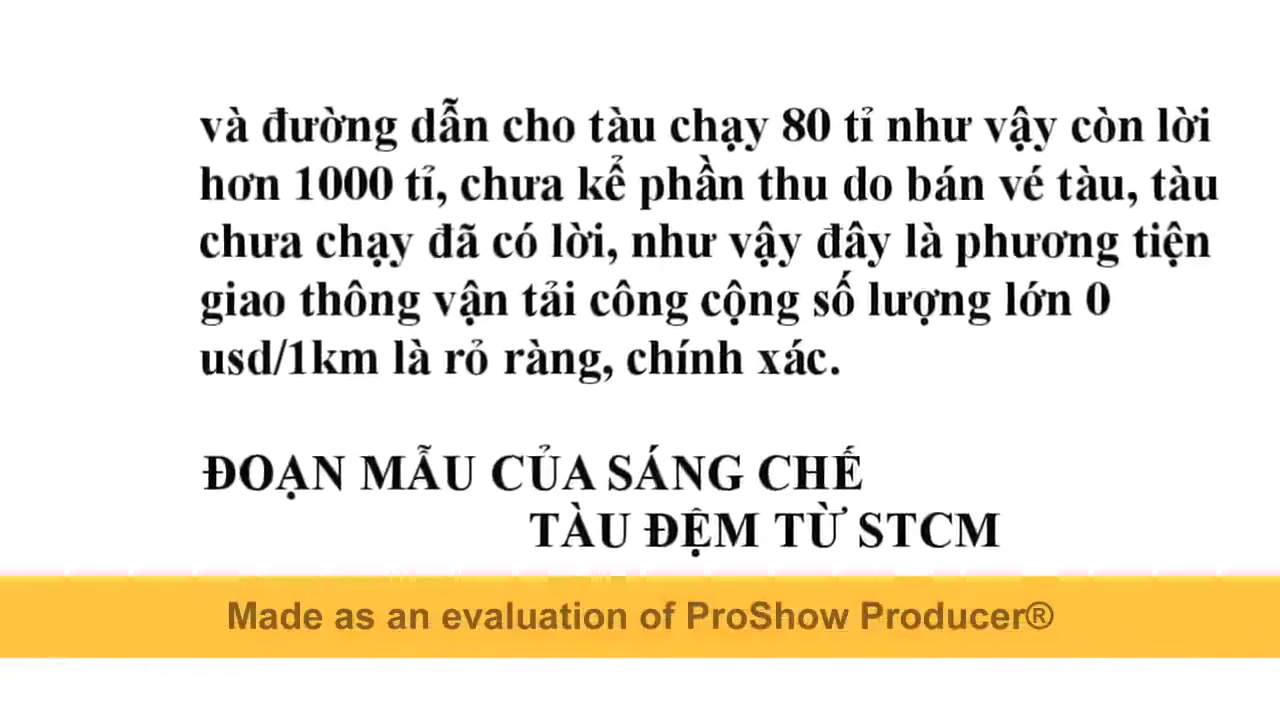 và đường dẫn cho tàu chạy 80 tỉ như vậy còn lời
hơn 1000 tỉ, chưa kể phần thu do bán vé tàu, tàu
chưa chạy đã có lời, như vậy đây là phương tiện
giao thông vận tải công cộng số lượng lớn 0
usd/1km là rỏ ràng, chính xác.
ĐOẠN MẪU CỦA SÁNG CHẾ
TÀU ĐỆM TỪ STCM
Made as an evaluation of ProShow Producer®